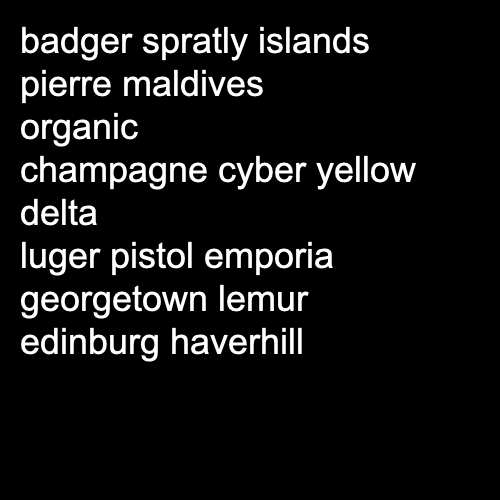 badger spratly islands
pierre maldives
organic
champagne cyber yellow
delta
luger pistol emporia
georgetown lemur
edinburg haverhill